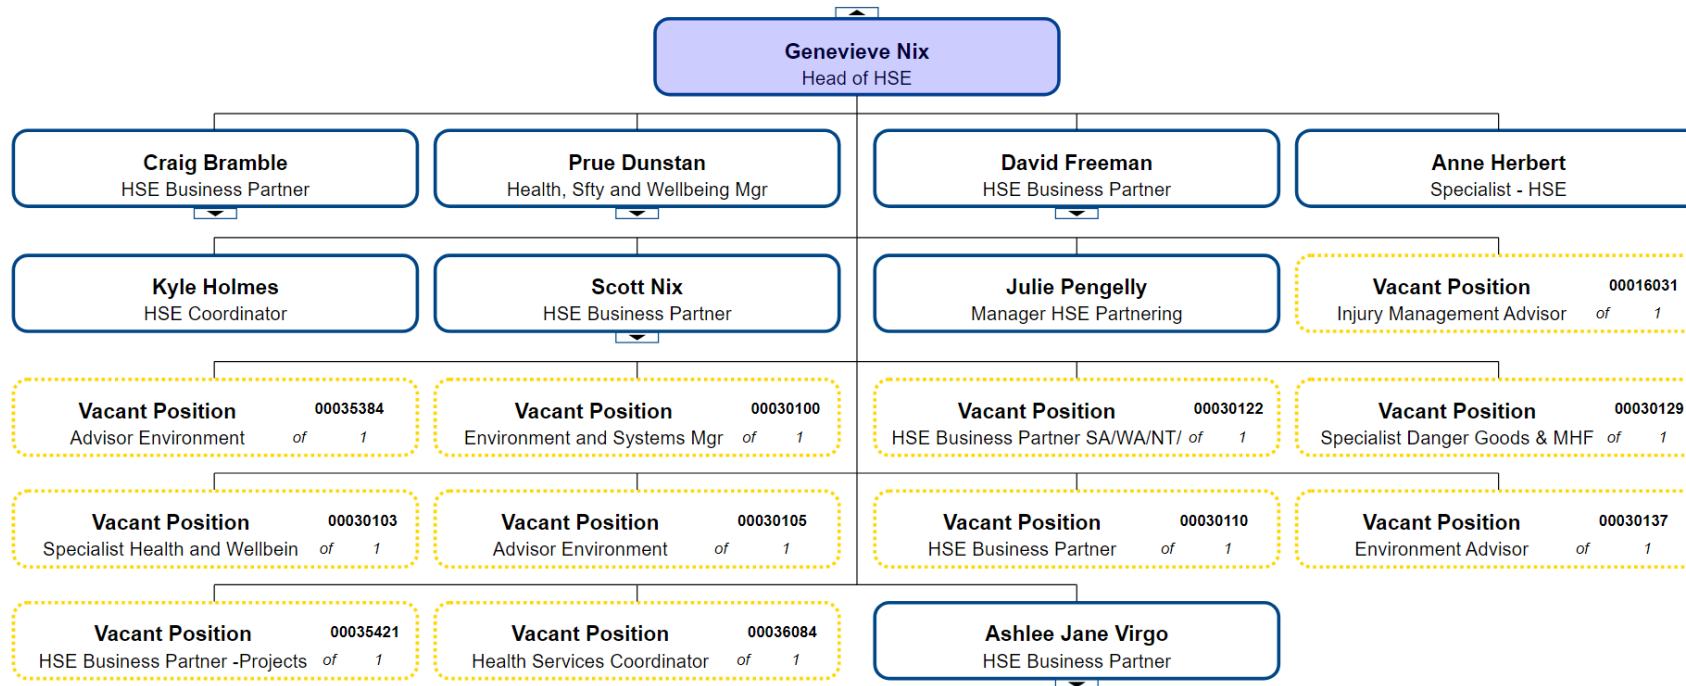 Genevieve Nix
Head of HSE
Craig Bramble
HSE Business Partner
Prue Dunstan
Health, Sfty and Wellbeing Mgr
David Freeman
HSE Business Partner
Anne Herbert
Specialist - HSE
Kyle Holmes
HSE Coordinator
Scott Nix
HSE Business Partner
Julie Pengelly
Manager HSE Partnering
Vacant Position 00016031
Injury Management Advisor of 1
Vacant Position 00035384
Advisor Environment of 1
Vacant Position 00030100
Environment and Systems Mgr of 1
Vacant Position 00030122
HSE Business Partner SA/WA/NT/ of 1
Vacant Position 00030129
Specialist Danger Goods & MHF of 1
Vacant Position 00030103
Specialist Health and Wellbein of 1
Vacant Position 00030105
Advisor Environment of 1
Vacant Position 00030110
HSE Business Partner of 1
Vacant Position 00030137
Environment Advisor of 1
Vacant Position 00035421
HSE Business Partner -Projects of 1
Vacant Position 00036084
Health Services Coordinator of 1
Ashlee Jane Virgo
HSE Business Partner